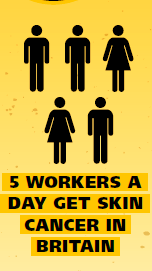 5 WORKERS A
DAY GET SKIN
CANCER IN
BRITAIN